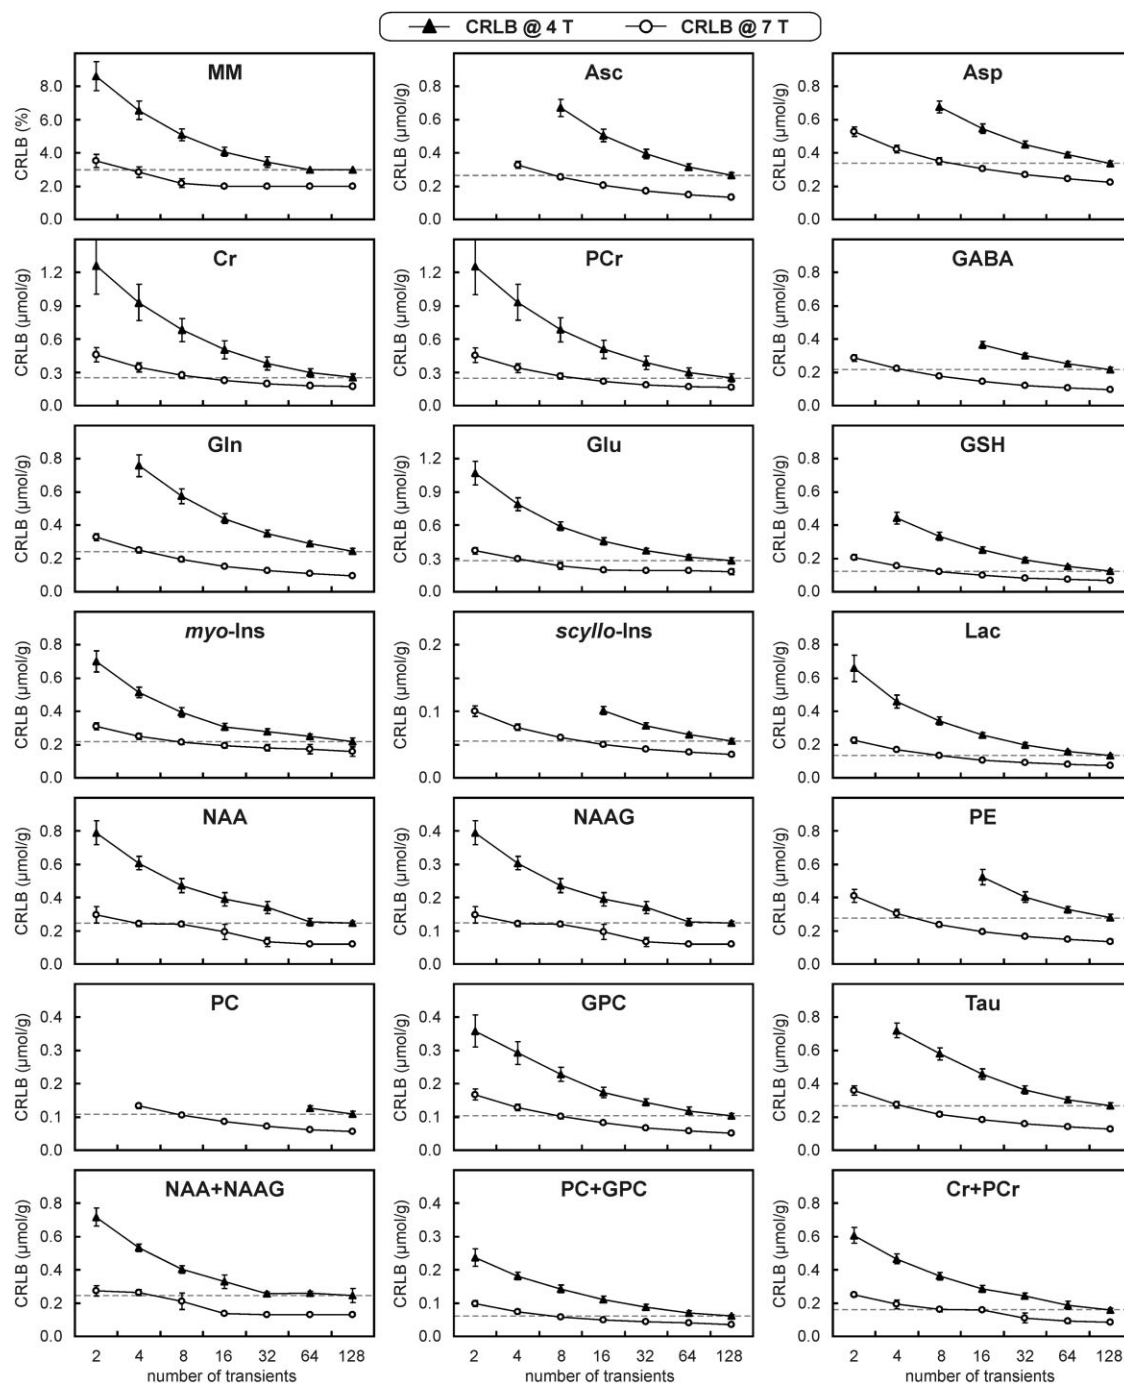 CRLB @ 4 T CRLB @ 7 T
MM Asc Asp
CRLB (%) CRLB (μmol/g) CRLB (μmol/g)
8.0 0.8 0.8
6.0 0.6 0.6
4.0 0.4 0.4
2.0 0.2 0.2
0.0 0.0 0.0
Cr PCr GABA
CRLB (μmol/g) CRLB (μmol/g) CRLB (μmol/g)
1.2 1.2 0.8
0.9 0.9 0.6
0.6 0.6 0.4
0.3 0.3 0.2
0.0 0.0 0.0
Gln Glu GSH
CRLB (μmol/g) CRLB (μmol/g) CRLB (μmol/g)
0.8 1.2 0.8
0.6 0.9 0.6
0.4 0.6 0.4
0.2 0.3 0.2
0.0 0.0 0.0
myo-Ins scyllo-Ins Lac
CRLB (μmol/g) CRLB (μmol/g) CRLB (μmol/g)
0.8 0.2 0.8
0.6 0.6
0.4 0.1 0.4
0.2 0.2
0.0 0.0 0.0
NAA NAAG PE
CRLB (μmol/g) CRLB (μmol/g) CRLB (μmol/g)
0.8 0.4 0.8
0.6 0.3 0.6
0.4 0.2 0.4
0.2 0.1 0.2
0.0 0.0 0.0
PC GPC Tau
CRLB (μmol/g) CRLB (μmol/g) CRLB (μmol/g)
0.4 0.4 0.8
0.3 0.3 0.6
0.2 0.2 0.4
0.1 0.1 0.2
0.0 0.0 0.0
NAA+NAAG PC+GPC Cr+PCr
CRLB (μmol/g) CRLB (μmol/g) CRLB (μmol/g)
0.8 0.4 0.8
0.6 0.3 0.6
0.4 0.2 0.4
0.2 0.1 0.2
0.0 0.0 0.0
2 4 8 16 32 64 128 2 4 8 16 32 64 128 2 4 8 16 32 64 128
number of transients number of transients number of transients